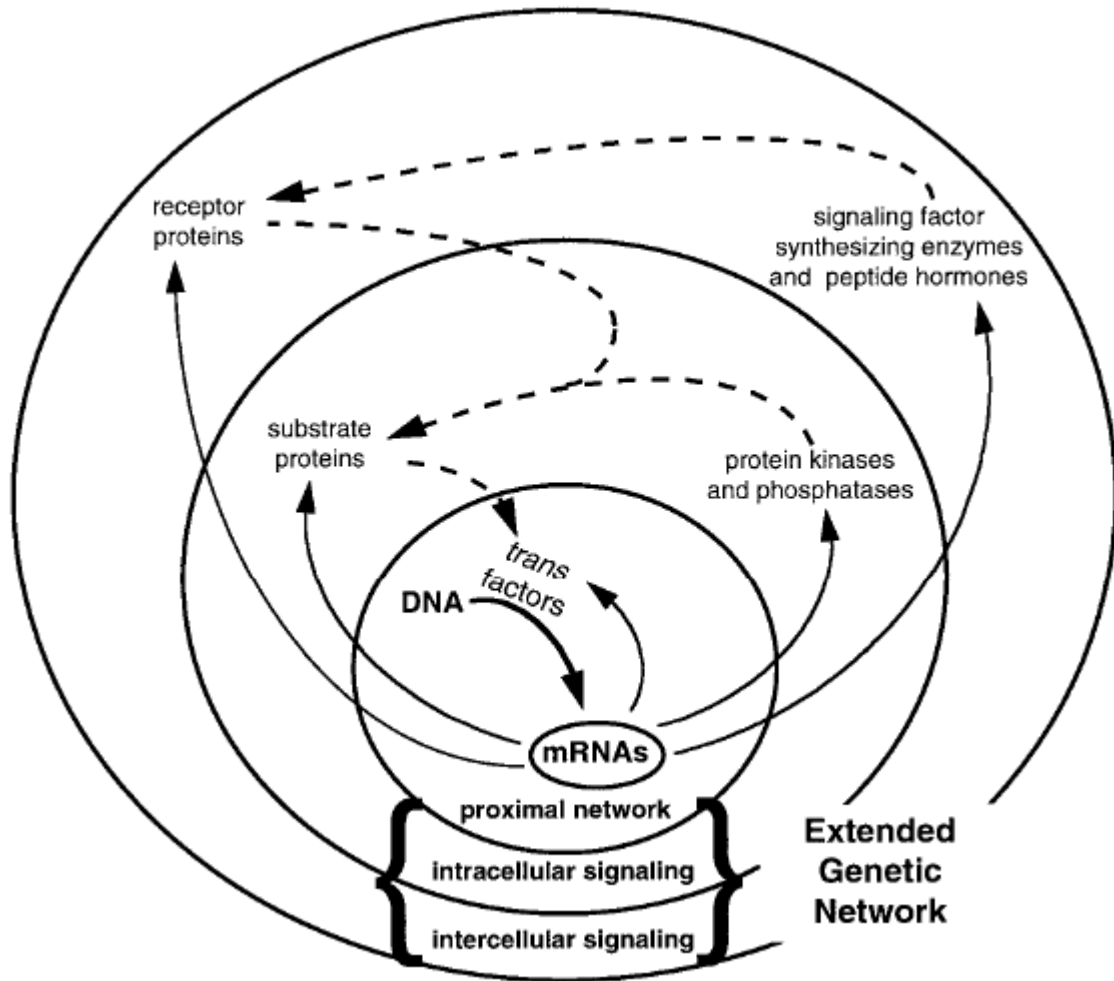 receptor
proteins
signaling factor
synthesizing enzymes
and peptide hormones
substrate
proteins
protein kinases
and phosphatases
trans
factors
DNA
mRNAs
proximal network
intracellular signaling
intercellular signaling
Extended
Genetic
Network